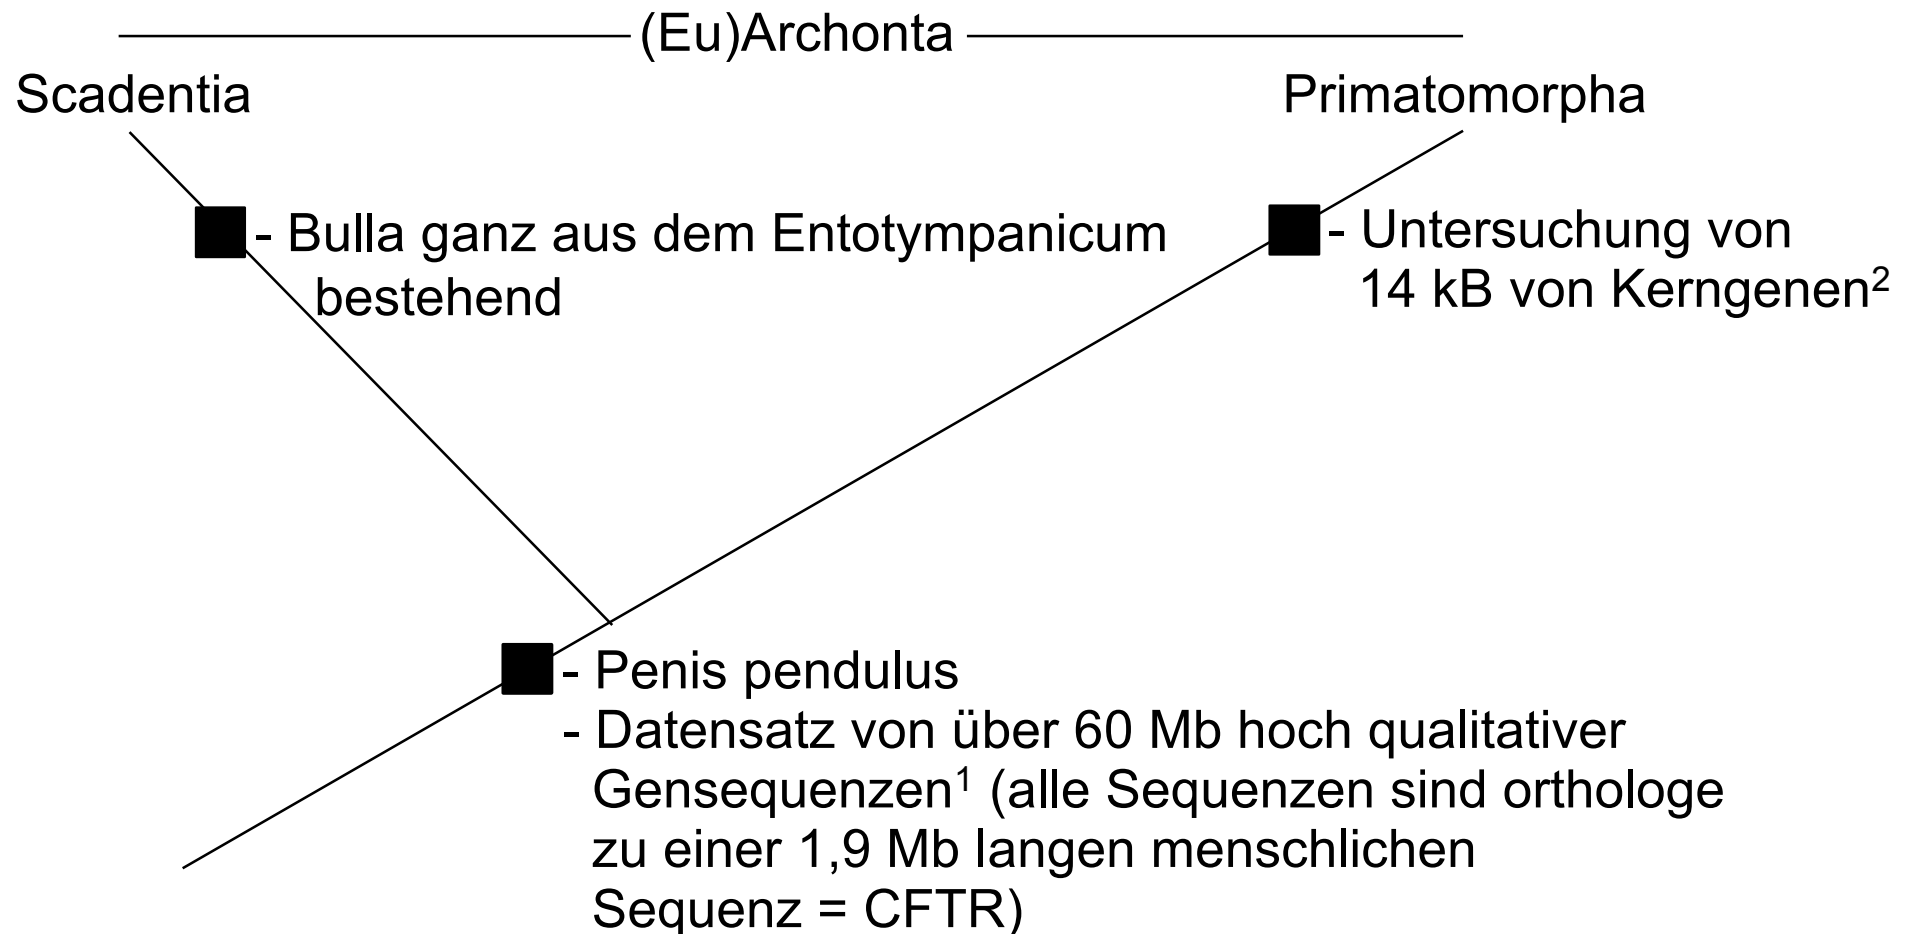 (Eu)Archonta
Scadentia
Primatomorpha
- Bulla ganz aus dem Entotympanicum
bestehend
- Untersuchung von
14 kB von Kerngenen²
- Penis pendulus
- Datensatz von über 60 Mb hoch qualitativer
Gensequenzen¹ (alle Sequenzen sind orthologe
zu einer 1,9 Mb langen menschlichen
Sequenz = CFTR)